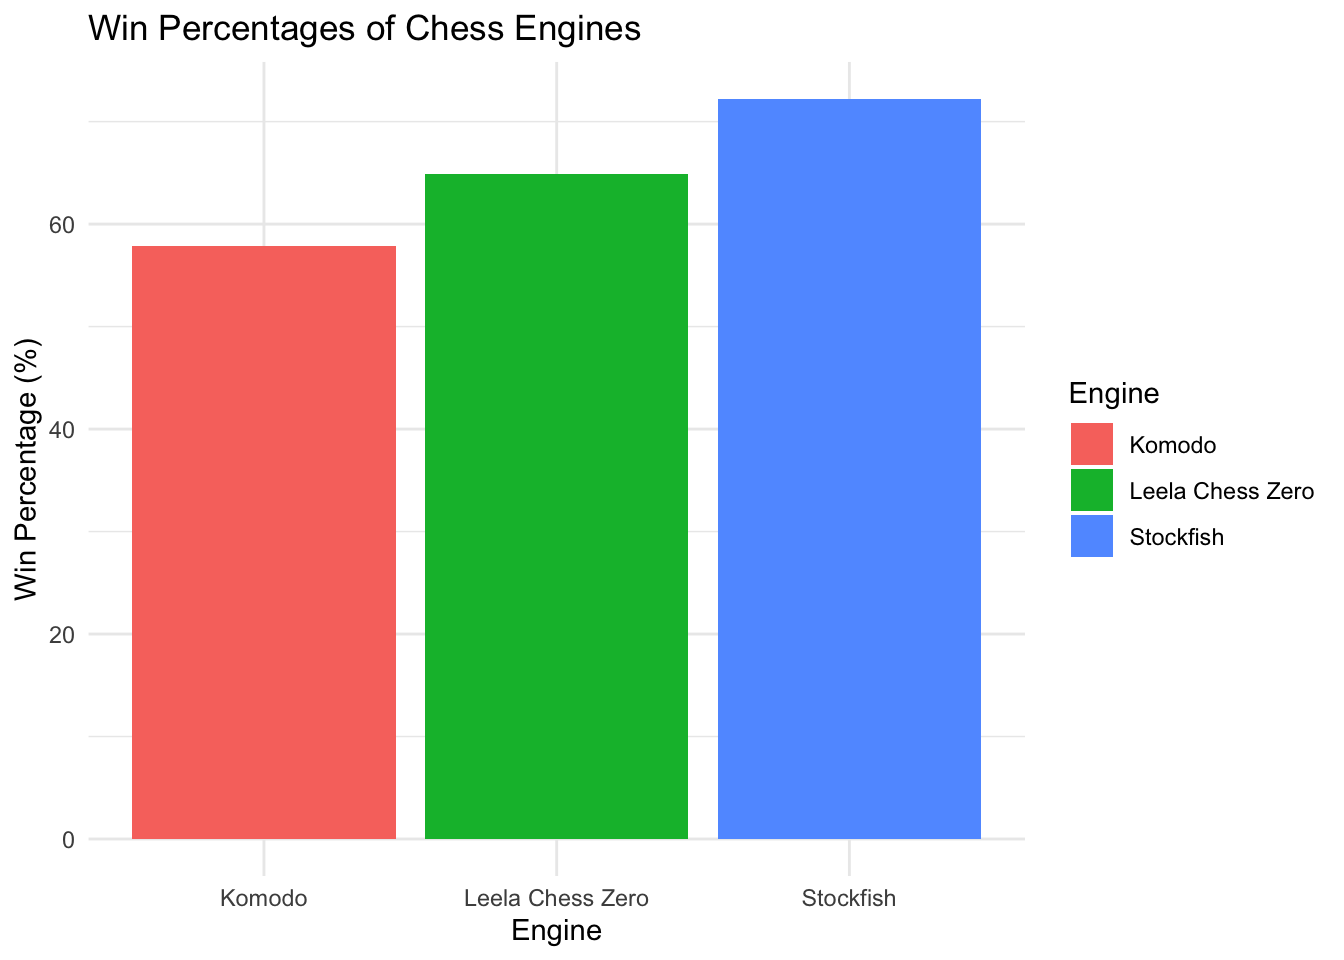 Win Percentages of Chess Engines
Win Percentage (%)
60
40
20
0
Komodo
Leela Chess Zero
Stockfish
Engine
Engine
Komodo
Leela Chess Zero
Stockfish